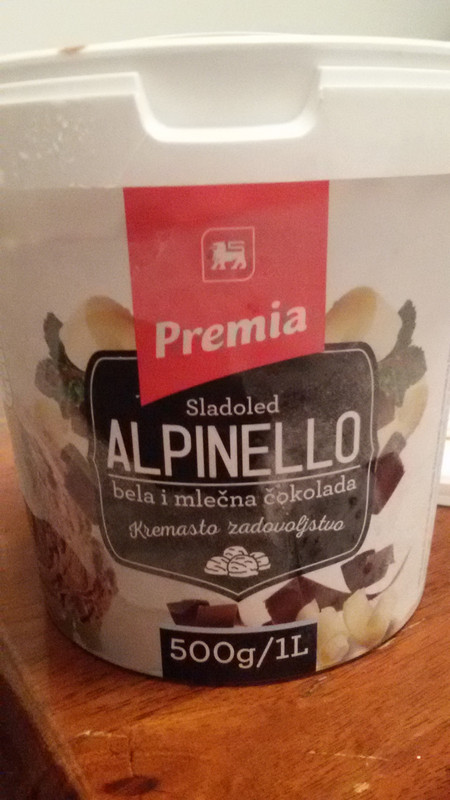 Premia
Sladoled
ALPINELLO
bela i mlečna čokolada
Kremasto zadovoljstvo
500g/1L